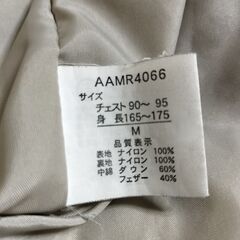 AAMR4066
サイズ
チェスト 90〜 95
身 長165〜175
M
品質表示
表地 ナイロン 100%
裏地 ナイロン 100%
中綿 ダウン 60%
フェザー 40%